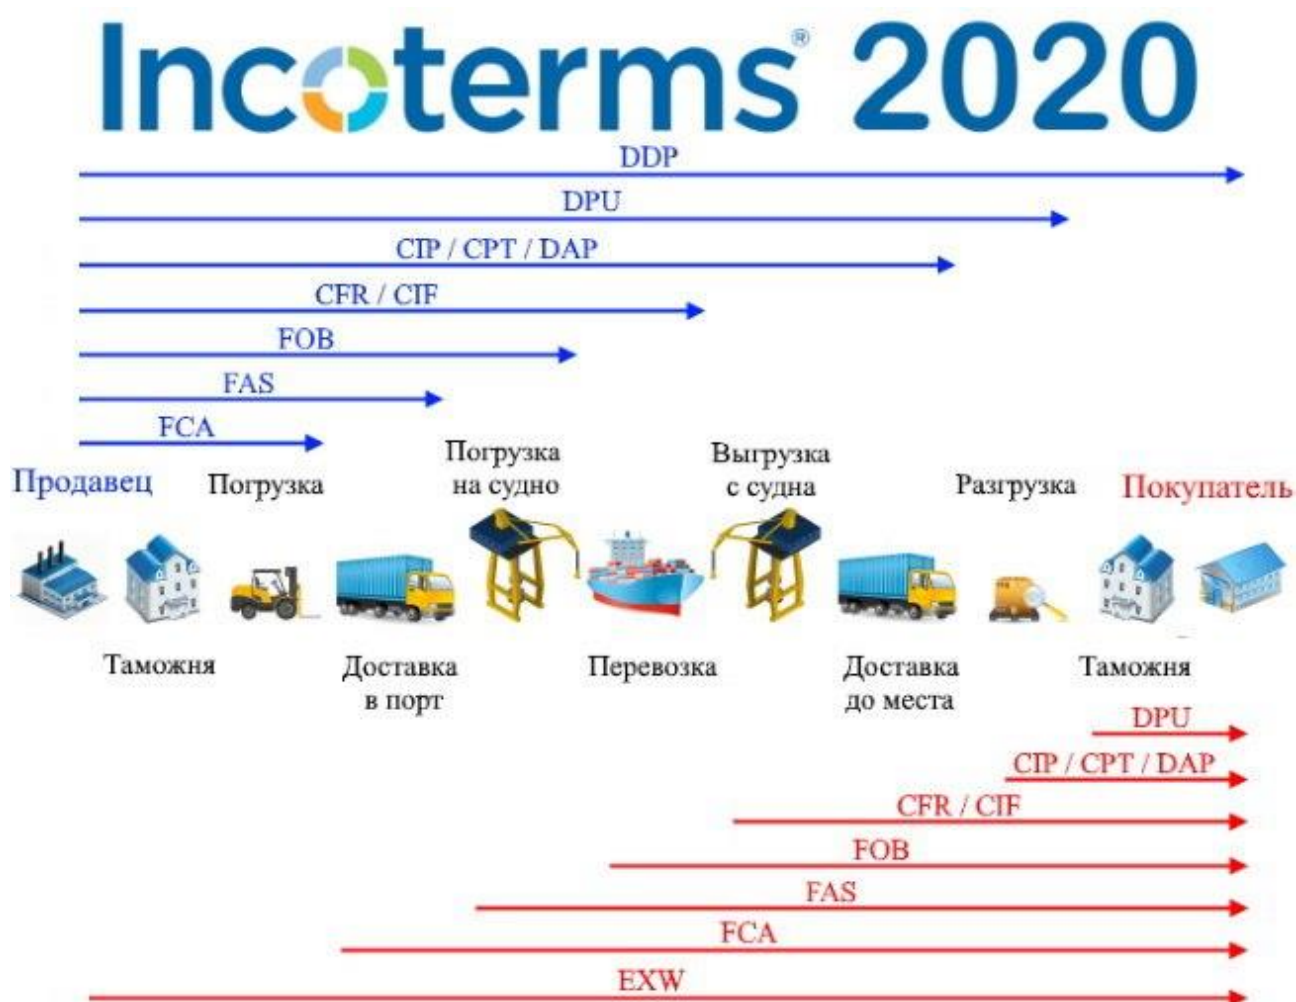 Incoterms® 2020
DDP
DPU
CIP / CPT / DAP
CFR / CIF
FOB
FAS
FCA
Продавец
Погрузка
Погрузка
на судно
Выгрузка
с судна
Разгрузка
Покупатель
Таможня
Доставка
в порт
Перевозка
Доставка
до места
Таможня
DPU
CIP / CPT / DAP
CFR / CIF
FOB
FAS
FCA
EXW